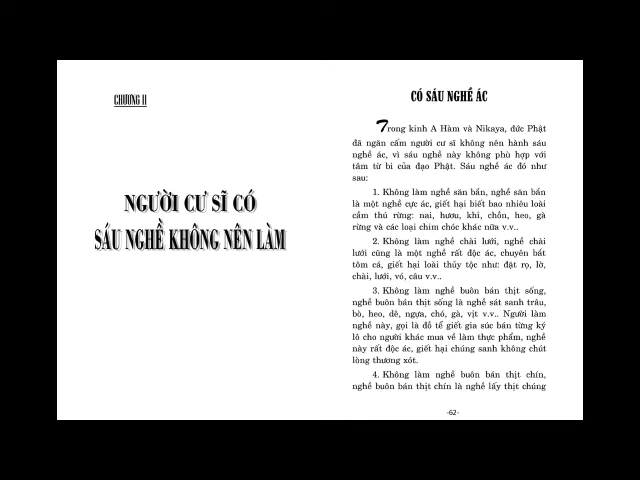 CHƯƠNG II
NGƯỜI CƯ SĨ CÓ
SÁU NGHỀ KHÔNG NÊN LÀM
CÓ SÁU NGHỀ ÁC
Trong kinh A Hàm và Nikaya, đức Phật
đã ngăn cấm người cư sĩ không nên hành sáu
nghề ác, vì sáu nghề này không phù hợp với
tâm từ bi của đạo Phật. Sáu nghề ác đó như
sau:
1. Không làm nghề săn bắn, nghề săn bắn
là một nghề cực ác, giết hại biết bao nhiêu loài
cầm thú rừng: nai, hươu, khỉ, chồn, heo, gà
rừng và các loại chim chóc khác nữa v.v..
2. Không làm nghề chài lưới, nghề chài
lưới cũng là một nghề rất độc ác, chuyên bắt
tôm cá, giết hại loài thủy tộc như: đặt rọ, lờ,
chài, lưới, vó, câu v.v..
3. Không làm nghề buôn bán thịt sống,
nghề buôn bán thịt sống là nghề sát sanh trâu,
bò, heo, dê, ngựa, chó, gà, vịt v.v.. Người làm
nghề này, gọi là đồ tể giết gia súc bán từng ký
lô cho người khác mua về làm thực phẩm, nghề
này rất độc ác, giết hại chúng sanh không chút
lòng thương xót.
4. Không làm nghề buôn bán thịt chín,
nghề buôn bán thịt chín là nghề lấy thịt chúng
-62-